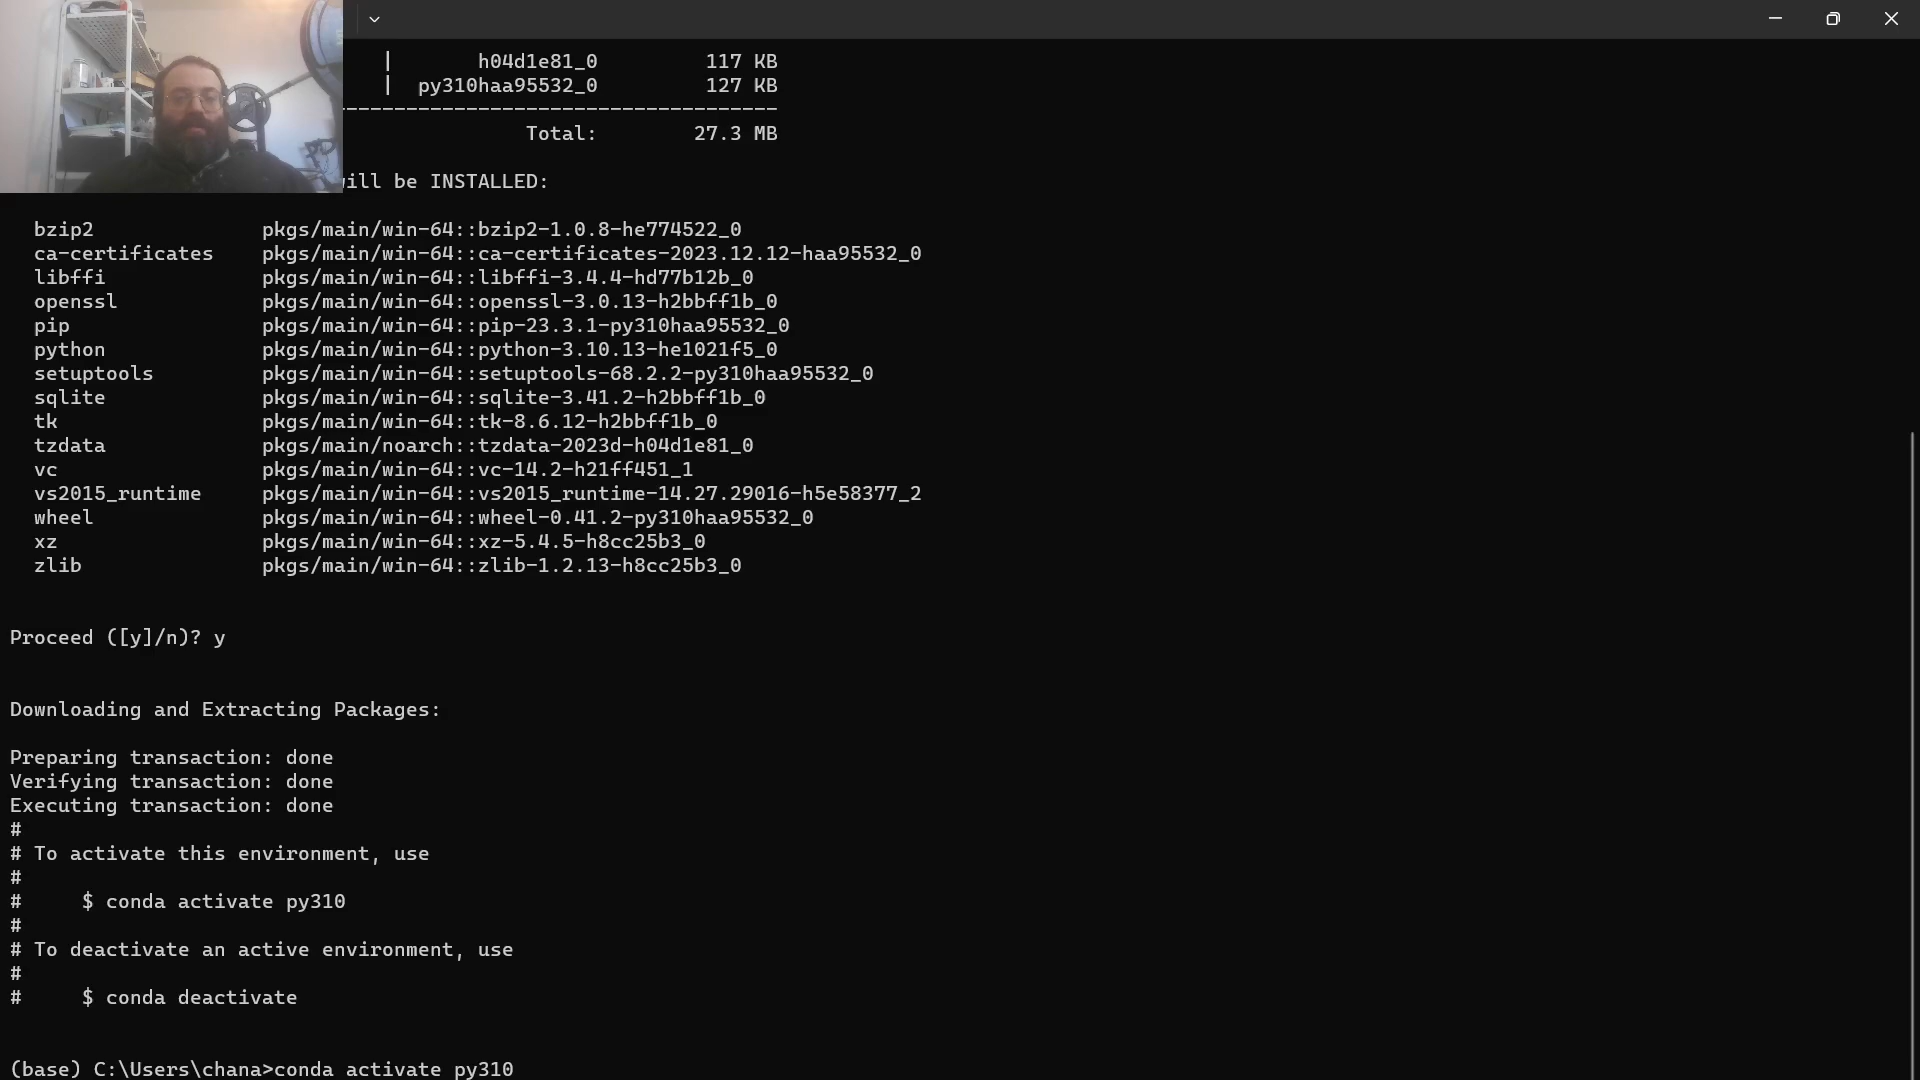 | h04d1e81_0 117 KB
| py310haa95532_0 127 KB
------------------------------------
Total: 27.3 MB
will be INSTALLED:
bzip2 pkgs/main/win-64::bzip2-1.0.8-he774522_0
ca-certificates pkgs/main/win-64::ca-certificates-2023.12.12-haa95532_0
libffi pkgs/main/win-64::libffi-3.4.4-hd77b12b_0
openssl pkgs/main/win-64::openssl-3.0.13-h2bbff1b_0
pip pkgs/main/win-64::pip-23.3.1-py310haa95532_0
python pkgs/main/win-64::python-3.10.13-he1021f5_0
setuptools pkgs/main/win-64::setuptools-68.2.2-py310haa95532_0
sqlite pkgs/main/win-64::sqlite-3.41.2-h2bbff1b_0
tk pkgs/main/win-64::tk-8.6.12-h2bbff1b_0
tzdata pkgs/main/noarch::tzdata-2023d-h04d1e81_0
vc pkgs/main/win-64::vc-14.2-h21ff451_1
vs2015_runtime pkgs/main/win-64::vs2015_runtime-14.27.29016-h5e58377_2
wheel pkgs/main/win-64::wheel-0.41.2-py310haa95532_0
xz pkgs/main/win-64::xz-5.4.5-h8cc25b3_0
zlib pkgs/main/win-64::zlib-1.2.13-h8cc25b3_0
Proceed ([y]/n)? y
Downloading and Extracting Packages:
Preparing transaction: done
Verifying transaction: done
Executing transaction: done
#
# To activate this environment, use
#
# $ conda activate py310
#
# To deactivate an active environment, use
#
# $ conda deactivate
(base) C:\Users\chana>conda activate py310